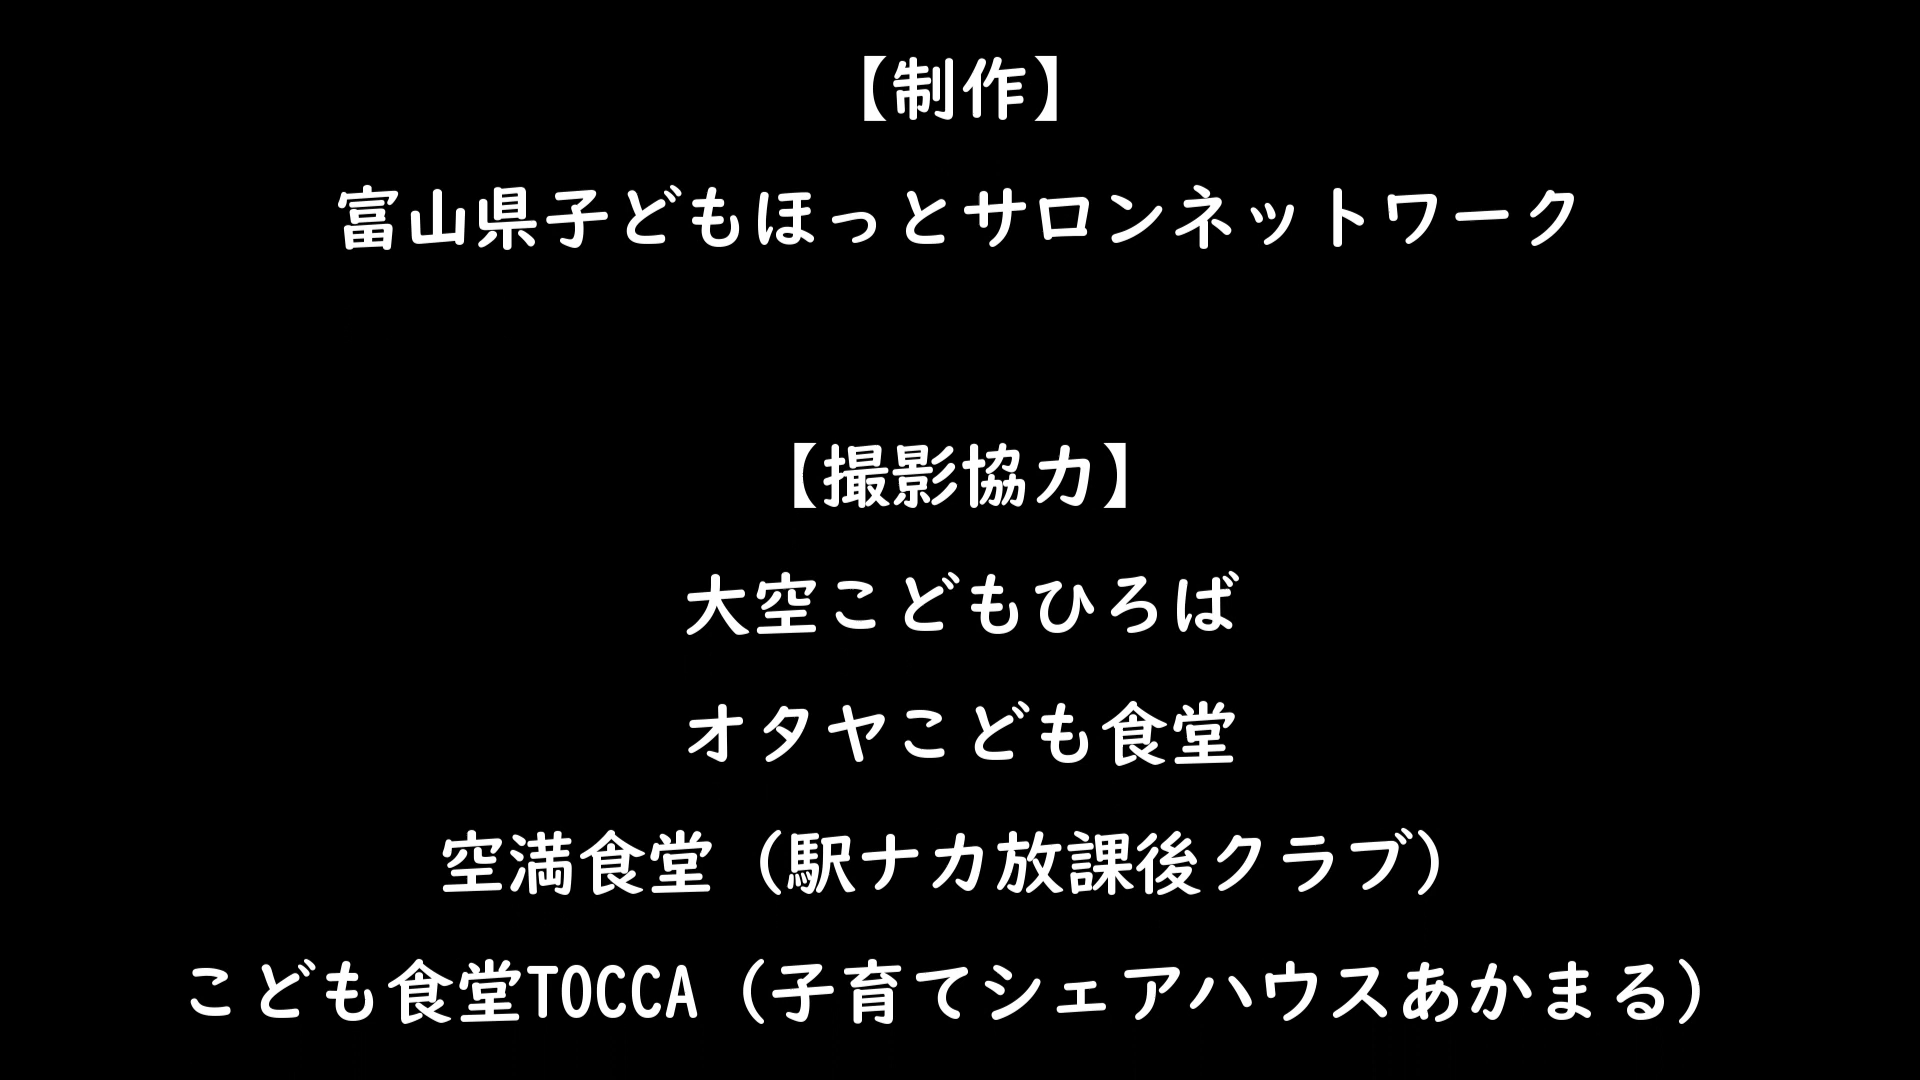 【制作】
富山県子どもほっとサロンネットワーク
【撮影協力】
大空こどもひろば
オタヤこども食堂
空満食堂（駅ナカ放課後クラブ）
こども食堂TOCCA（子育てシェアハウスあかまる）